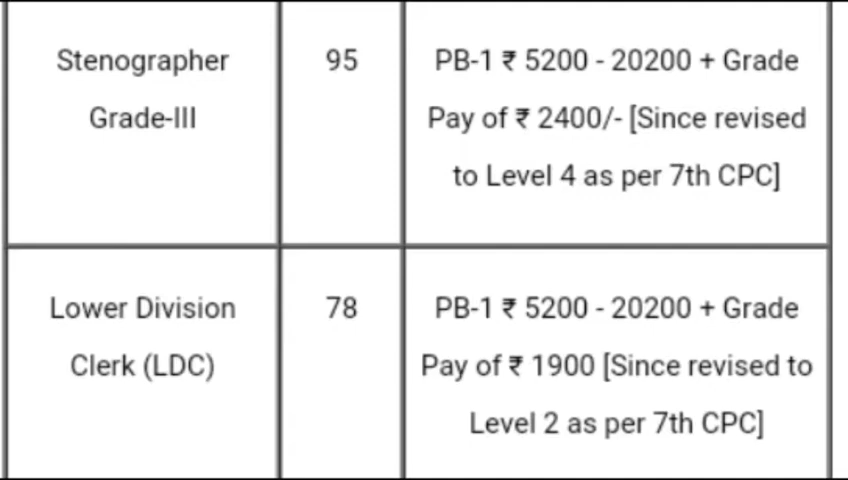 Stenographer
Grade-III
95
PB-1 ₹ 5200 - 20200 + Grade
Pay of ₹ 2400/- [Since revised
to Level 4 as per 7th CPC]
Lower Division
Clerk (LDC)
78
PB-1 ₹ 5200 - 20200 + Grade
Pay of ₹ 1900 [Since revised to
Level 2 as per 7th CPC]